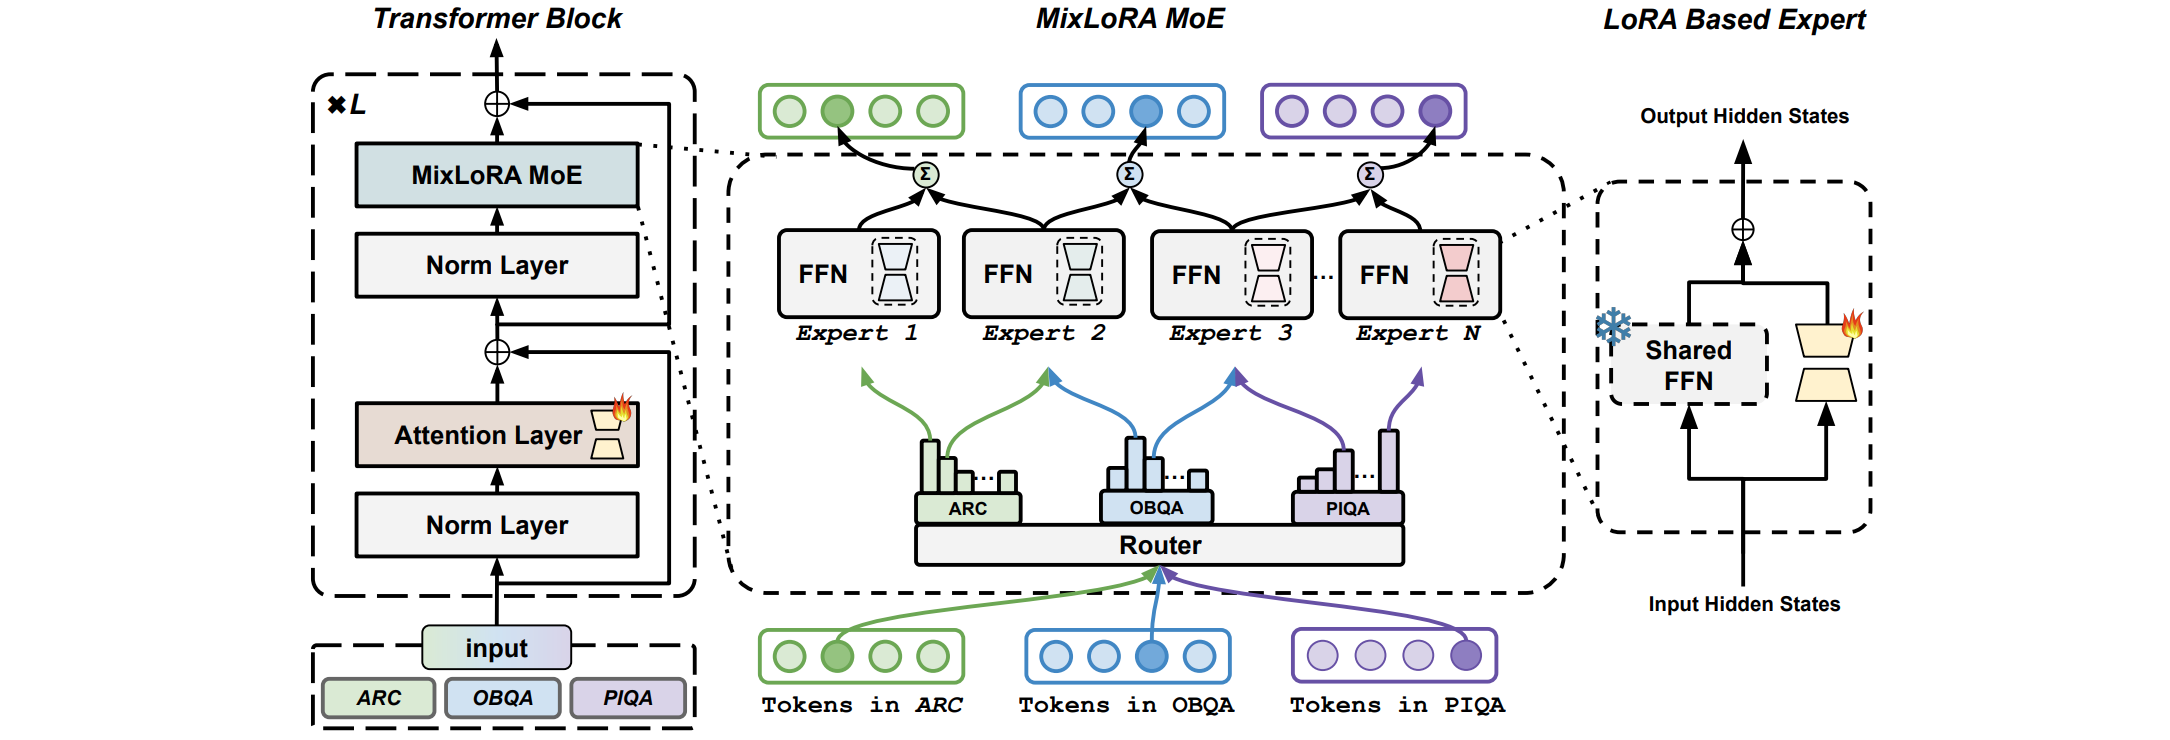 Transformer Block
MixLoRA MoE
LoRA Based Expert
✖L
MixLoRA MoE
Norm Layer
Attention Layer
Norm Layer
input
ARC
OBQA
PIQA
Σ
Σ
Σ
FFN
FFN
FFN
...
FFN
Expert 1
Expert 2
Expert 3
Expert N
...
...
...
ARC
OBQA
PIQA
Router
Tokens in ARC
Tokens in OBQA
Tokens in PIQA
Output Hidden States
Shared
FFN
Input Hidden States